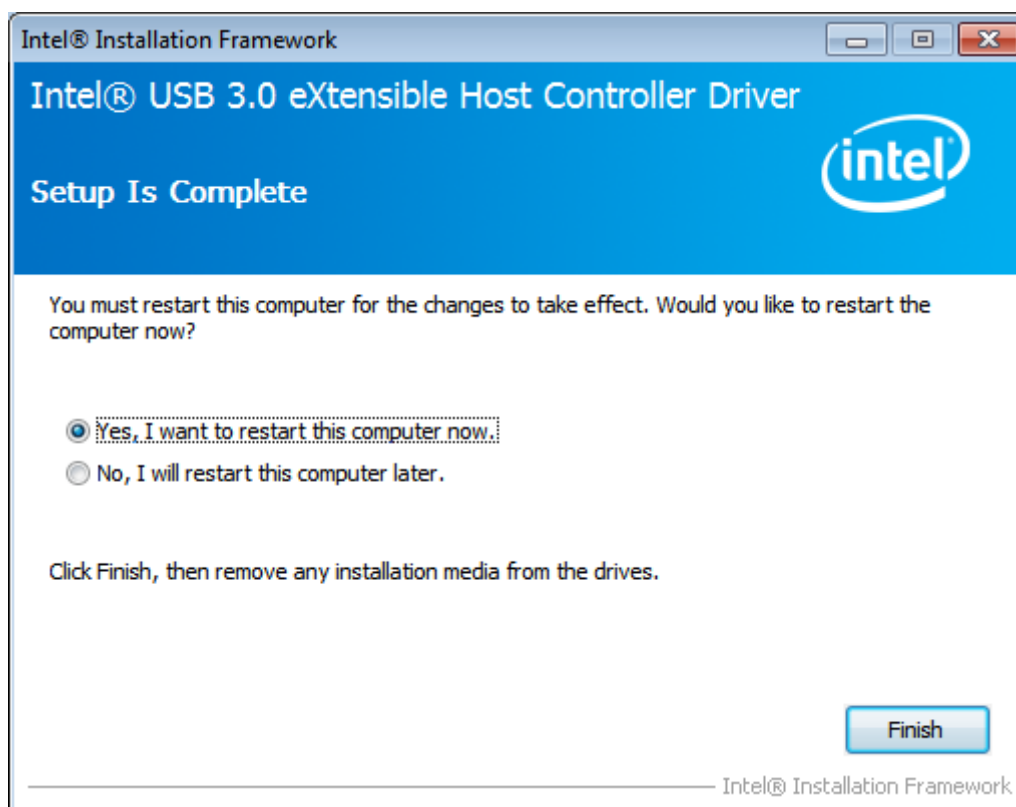 Intel® Installation Framework
Intel® USB 3.0 eXtensible Host Controller Driver
intel
Setup Is Complete
You must restart this computer for the changes to take effect. Would you like to restart the
computer now?
Yes, I want to restart this computer now.
No, I will restart this computer later.
Click Finish, then remove any installation media from the drives.
Finish
Intel® Installation Framework